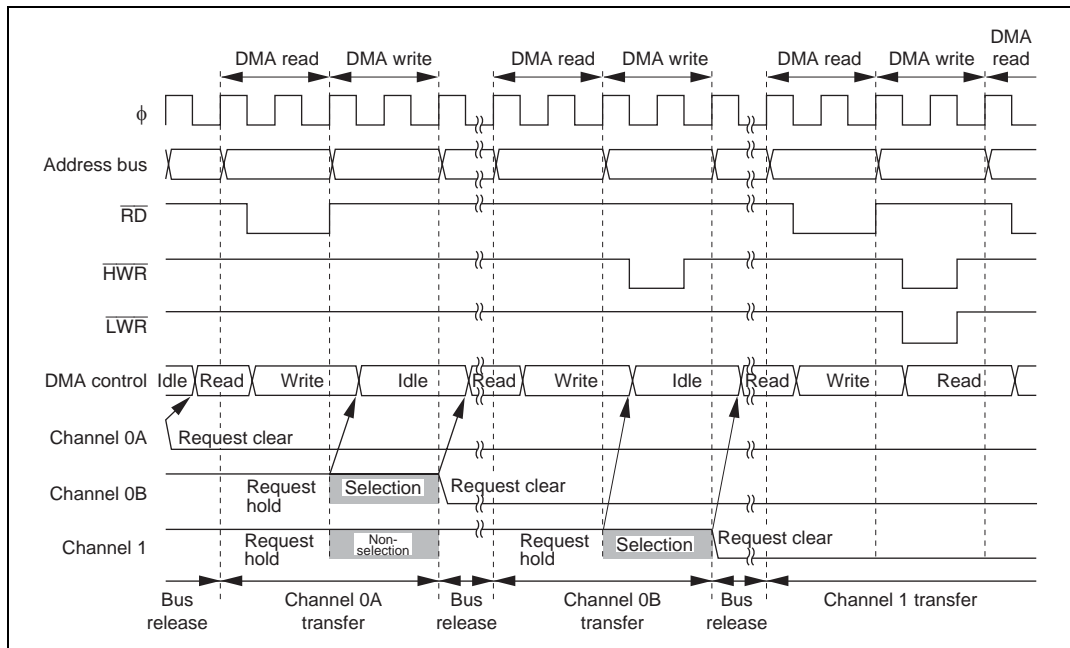 DMA
DMA read DMA write DMA read DMA write DMA read DMA write read
ϕ
Address bus
RD
HWR
LWR
DMA control Idle Read Write Idle Read Write Idle Read Write Read
Channel 0A Request clear
Channel 0B Request hold Selection Request clear
Channel 1 Request hold Non-selection Request hold Selection Request clear
Bus release Channel 0A transfer Bus release Channel 0B transfer Bus release Channel 1 transfer